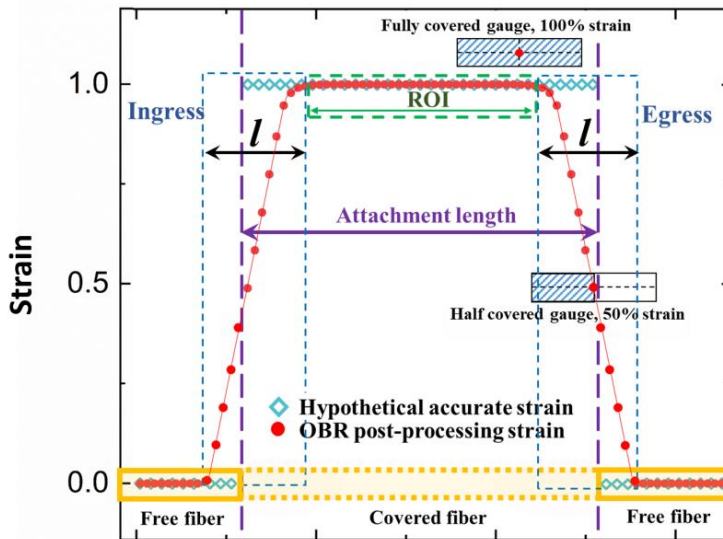 Fully covered gauge, 100% strain
1.0
Ingress
ROI
Egress
l
l
Attachment length
Strain
0.5
Half covered gauge, 50% strain
Hypothetical accurate strain
OBR post-processing strain
0.0
Free fiber
Covered fiber
Free fiber